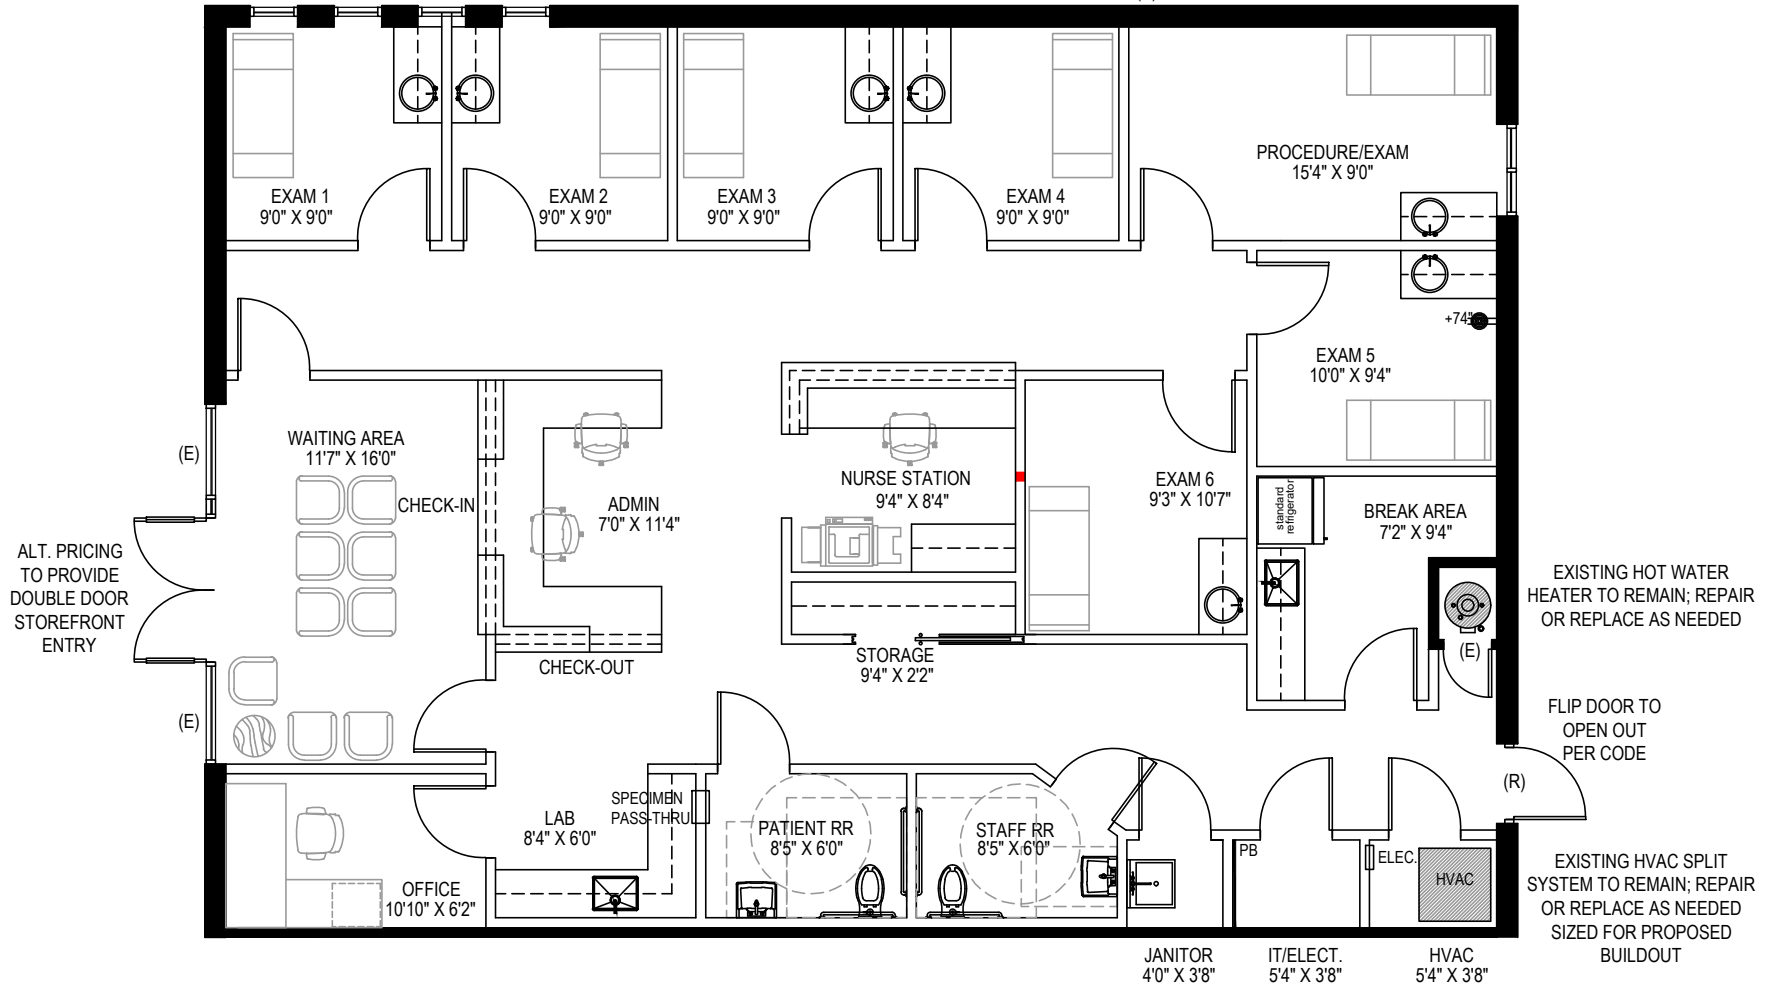 EXAM 1
9'0" X 9'0"
EXAM 2
9'0" X 9'0"
EXAM 3
9'0" X 9'0"
EXAM 4
9'0" X 9'0"
PROCEDURE/EXAM
15'4" X 9'0"
+74"
EXAM 5
10'0" X 9'4"
(E)
WAITING AREA
11'7" X 16'0"
CHECK-IN
ADMIN
7'0" X 11'4"
NURSE STATION
9'4" X 8'4"
EXAM 6
9'3" X 10'7"
standard
refrigerator
BREAK AREA
7'2" X 9'4"
ALT. PRICING
TO PROVIDE
DOUBLE DOOR
STOREFRONT
ENTRY
EXISTING HOT WATER
HEATER TO REMAIN; REPAIR
OR REPLACE AS NEEDED
(E)
CHECK-OUT
STORAGE
9'4" X 2'2"
(E)
FLIP DOOR TO
OPEN OUT
PER CODE
(R)
LAB
8'4" X 6'0"
SPECIMEN
PASS-THRU
PATIENT RR
8'5" X 6'0"
STAFF RR
8'5" X 6'0"
PB
ELEC.
HVAC
OFFICE
10'10" X 6'2"
EXISTING HVAC SPLIT
SYSTEM TO REMAIN; REPAIR
OR REPLACE AS NEEDED
SIZED FOR PROPOSED
BUILDOUT
JANITOR
4'0" X 3'8"
IT/ELECT.
5'4" X 3'8"
HVAC
5'4" X 3'8"